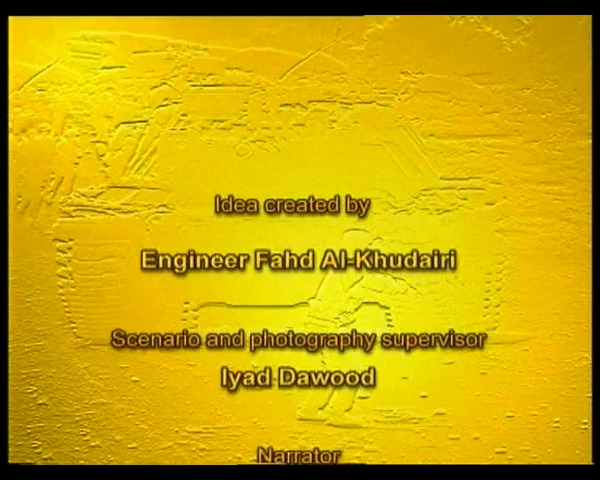 Idea created by
Engineer Fahd Al-Khudairi
Scenario and photography supervisor
Iyad Dawood
Narrator